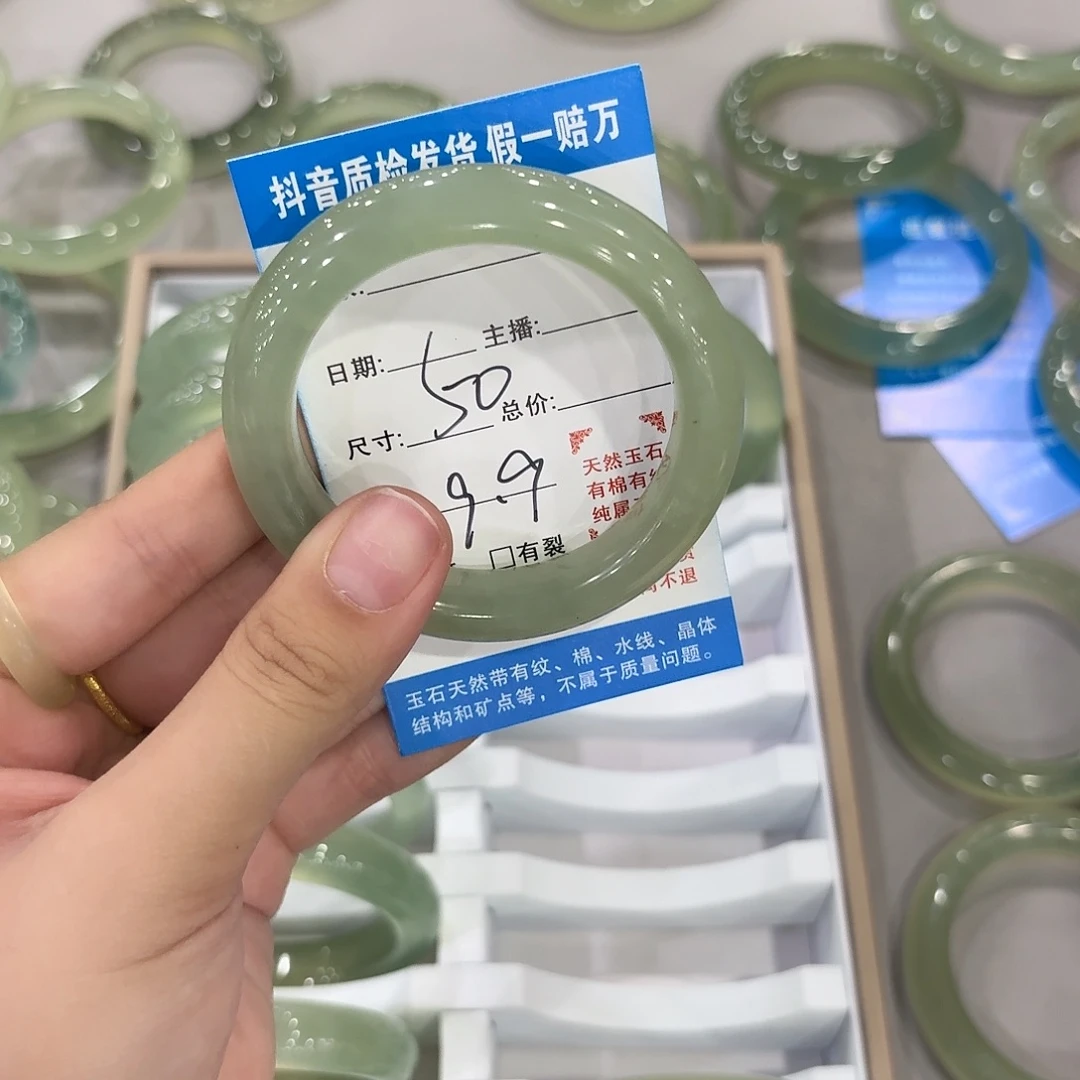 抖音质检发货 假一赔万
日期: 主播:
50
尺寸: 总价:
9.9
□有裂
天然玉石
有棉有
纯属
不退
玉石天然带有纹、棉、水线、晶体
结构和矿点等，不属于质量问题。